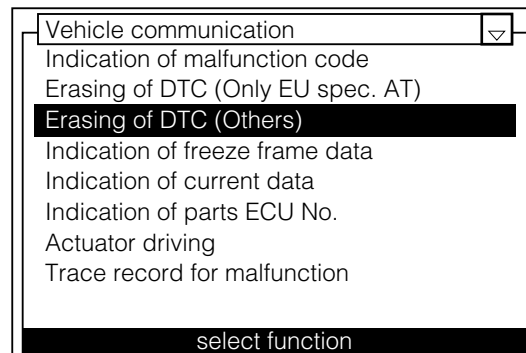 Vehicle communication
Indication of malfunction code
Erasing of DTC (Only EU spec. AT)
Erasing of DTC (Others)
Indication of freeze frame data
Indication of current data
Indication of parts ECU No.
Actuator driving
Trace record for malfunction
select function